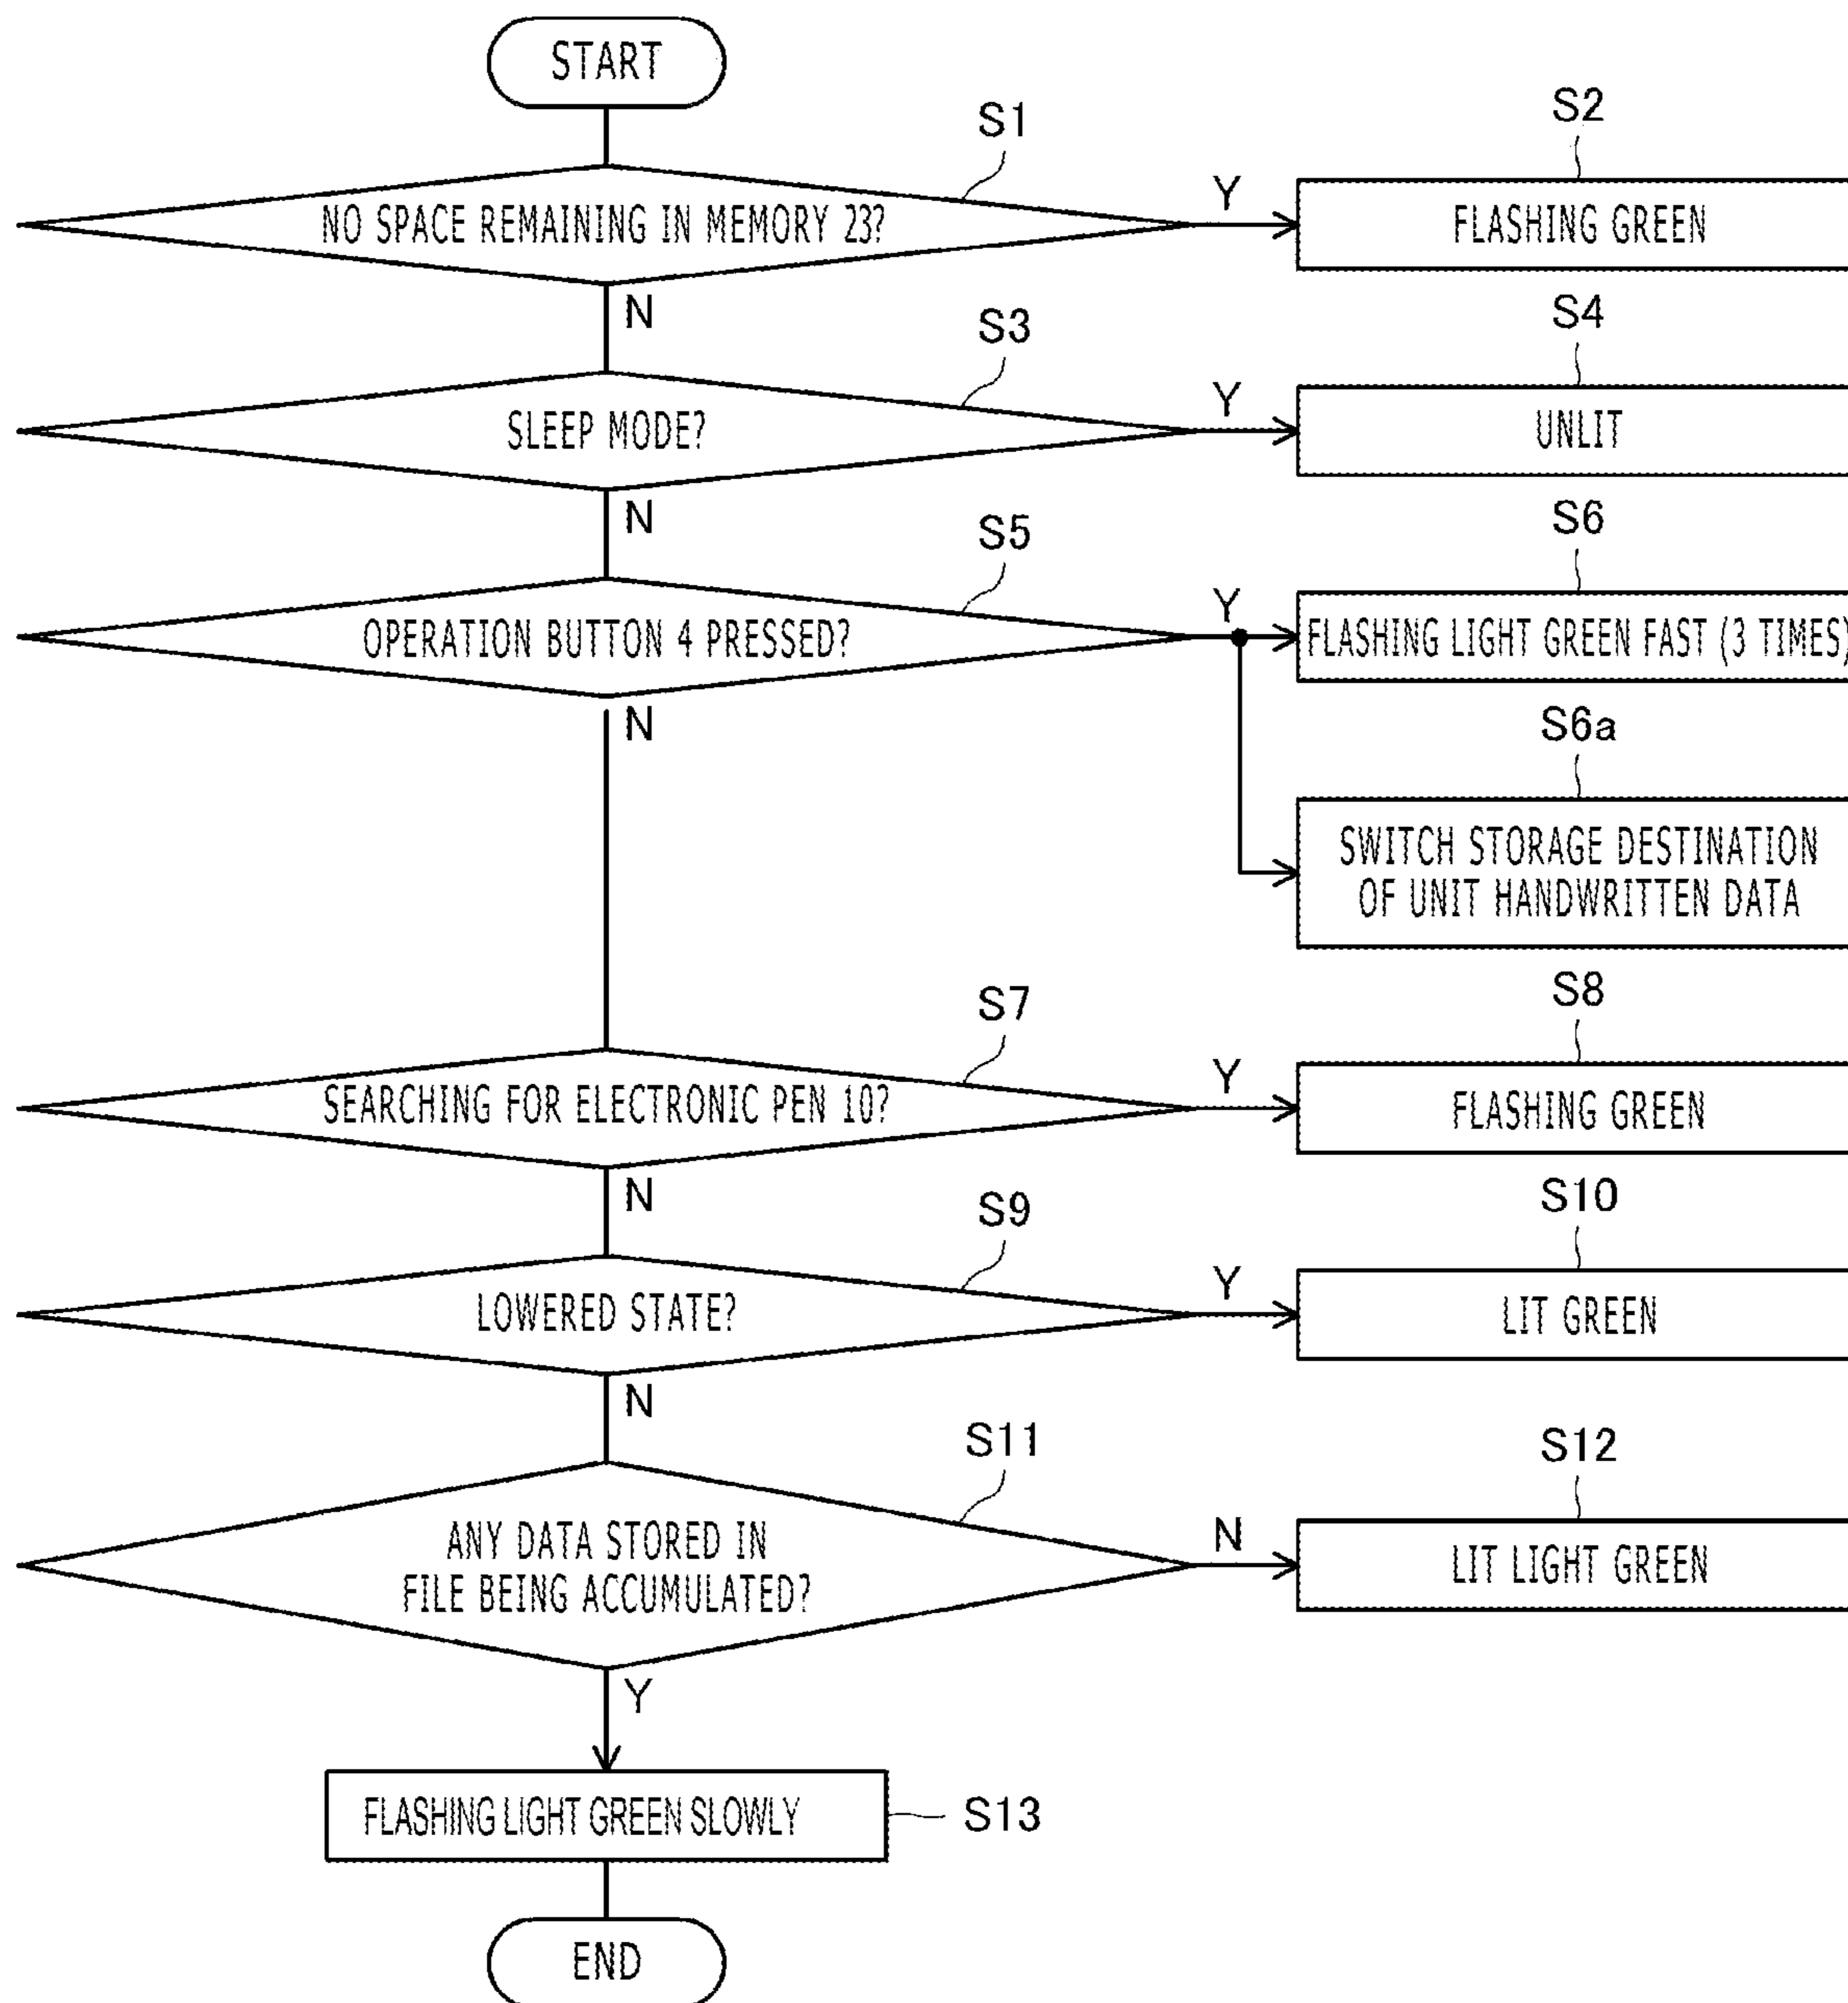 START
S1
S2
NO SPACE REMAINING IN MEMORY 23?
Y
FLASHING GREEN
N
S3
S4
SLEEP MODE?
Y
UNLIT
N
S5
S6
OPERATION BUTTON 4 PRESSED?
Y
FLASHING LIGHT GREEN FAST (3 TIMES)
N
S6a
SWITCH STORAGE DESTINATION
OF UNIT HANDWRITTEN DATA
S7
S8
SEARCHING FOR ELECTRONIC PEN 10?
Y
FLASHING GREEN
N
S9
S10
LOWERED STATE?
Y
LIT GREEN
N
S11
S12
ANY DATA STORED IN
FILE BEING ACCUMULATED?
N
LIT LIGHT GREEN
Y
FLASHING LIGHT GREEN SLOWLY
S13
END